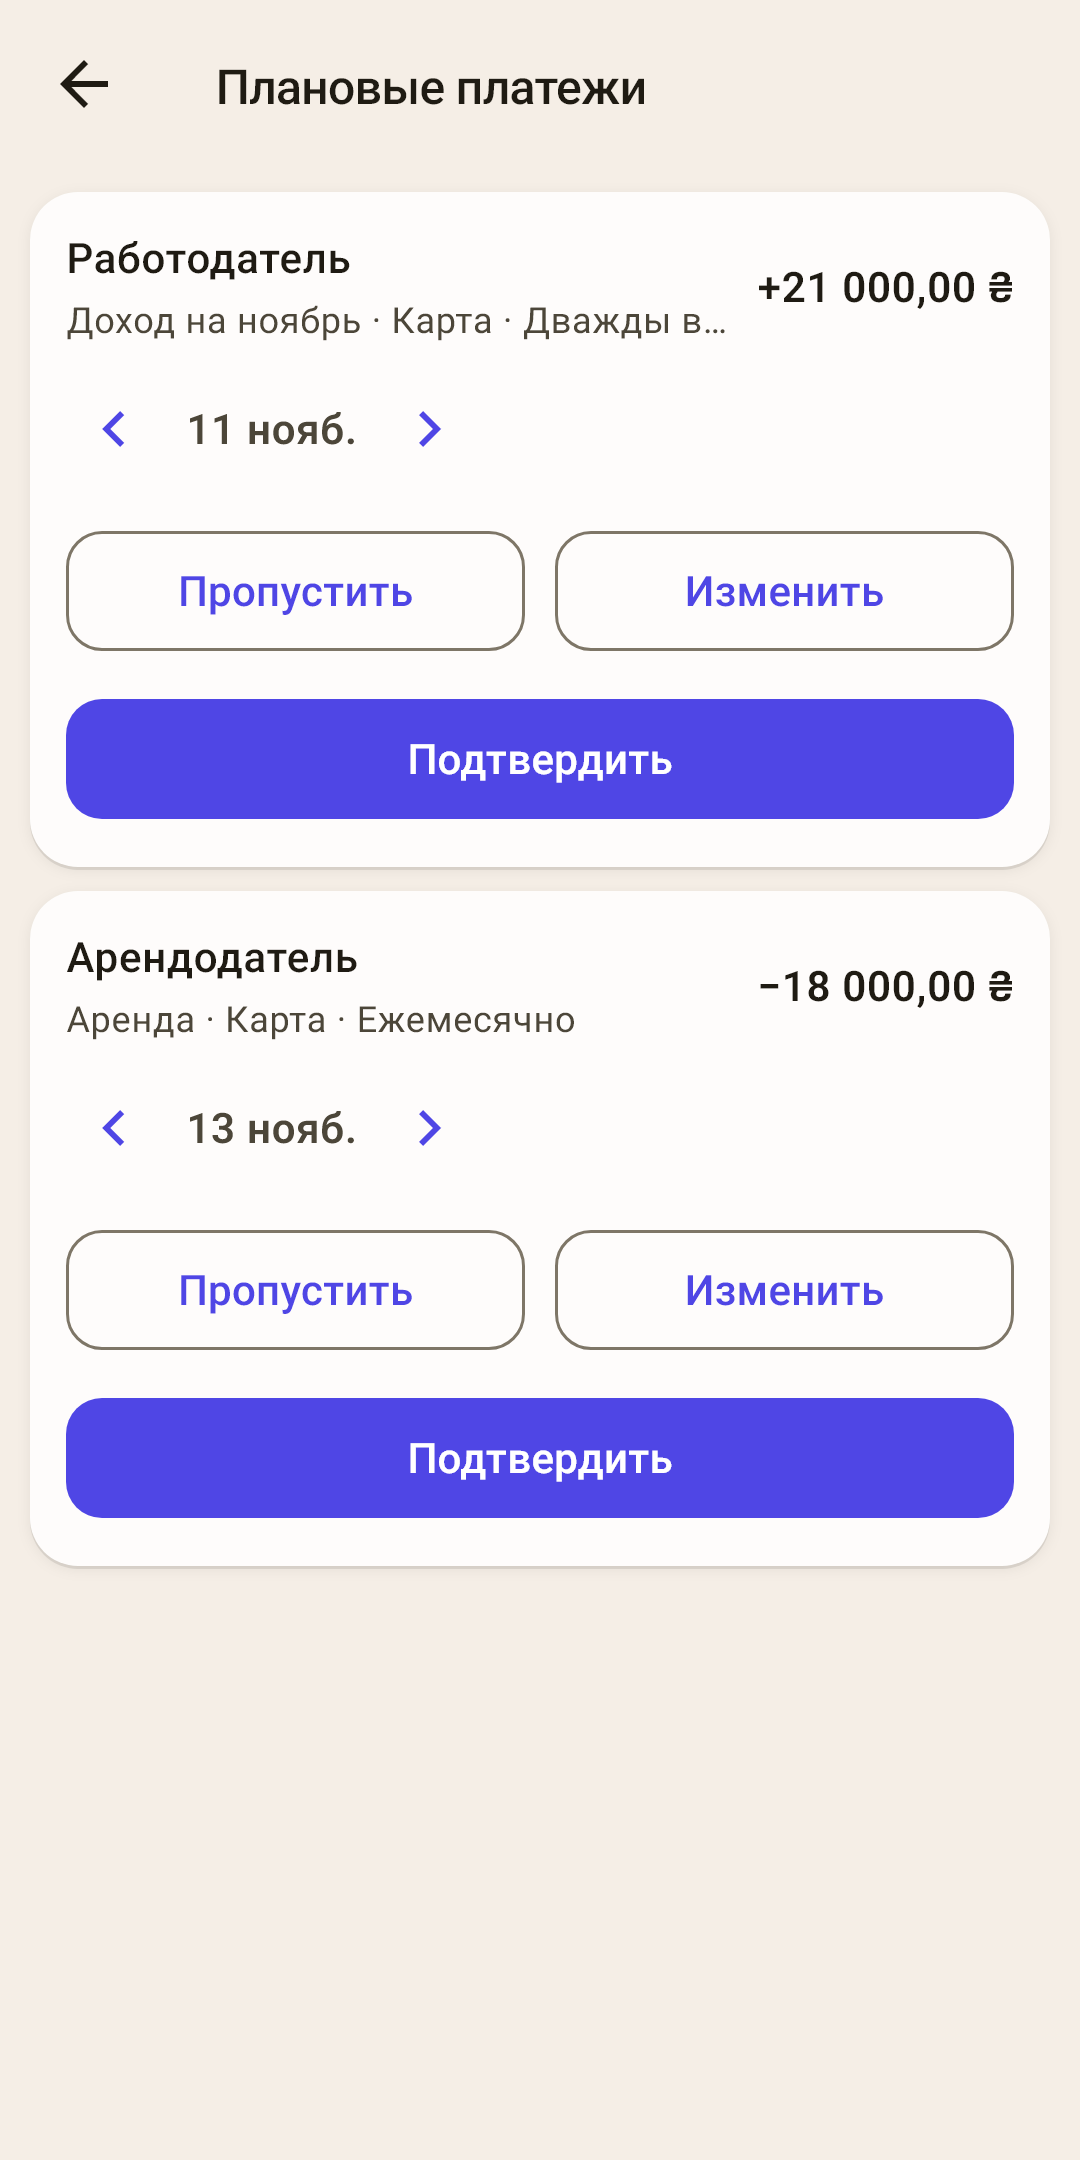 Плановые платежи
Работодатель
+21 000,00 ₴
Доход на ноябрь · Карта · Дважды в…
11 нояб.
Пропустить
Изменить
Подтвердить
Арендодатель
−18 000,00 ₴
Аренда · Карта · Ежемесячно
13 нояб.
Пропустить
Изменить
Подтвердить